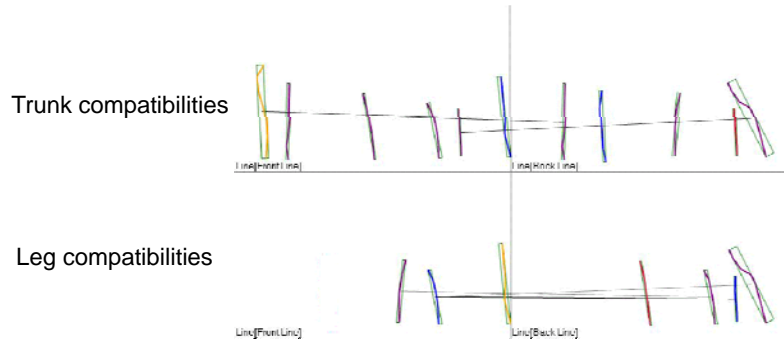 Trunk compatibilities
Line[Front Line]
Line[Back Line]
Leg compatibilities
Line[Front Line]
Line[Back Line]